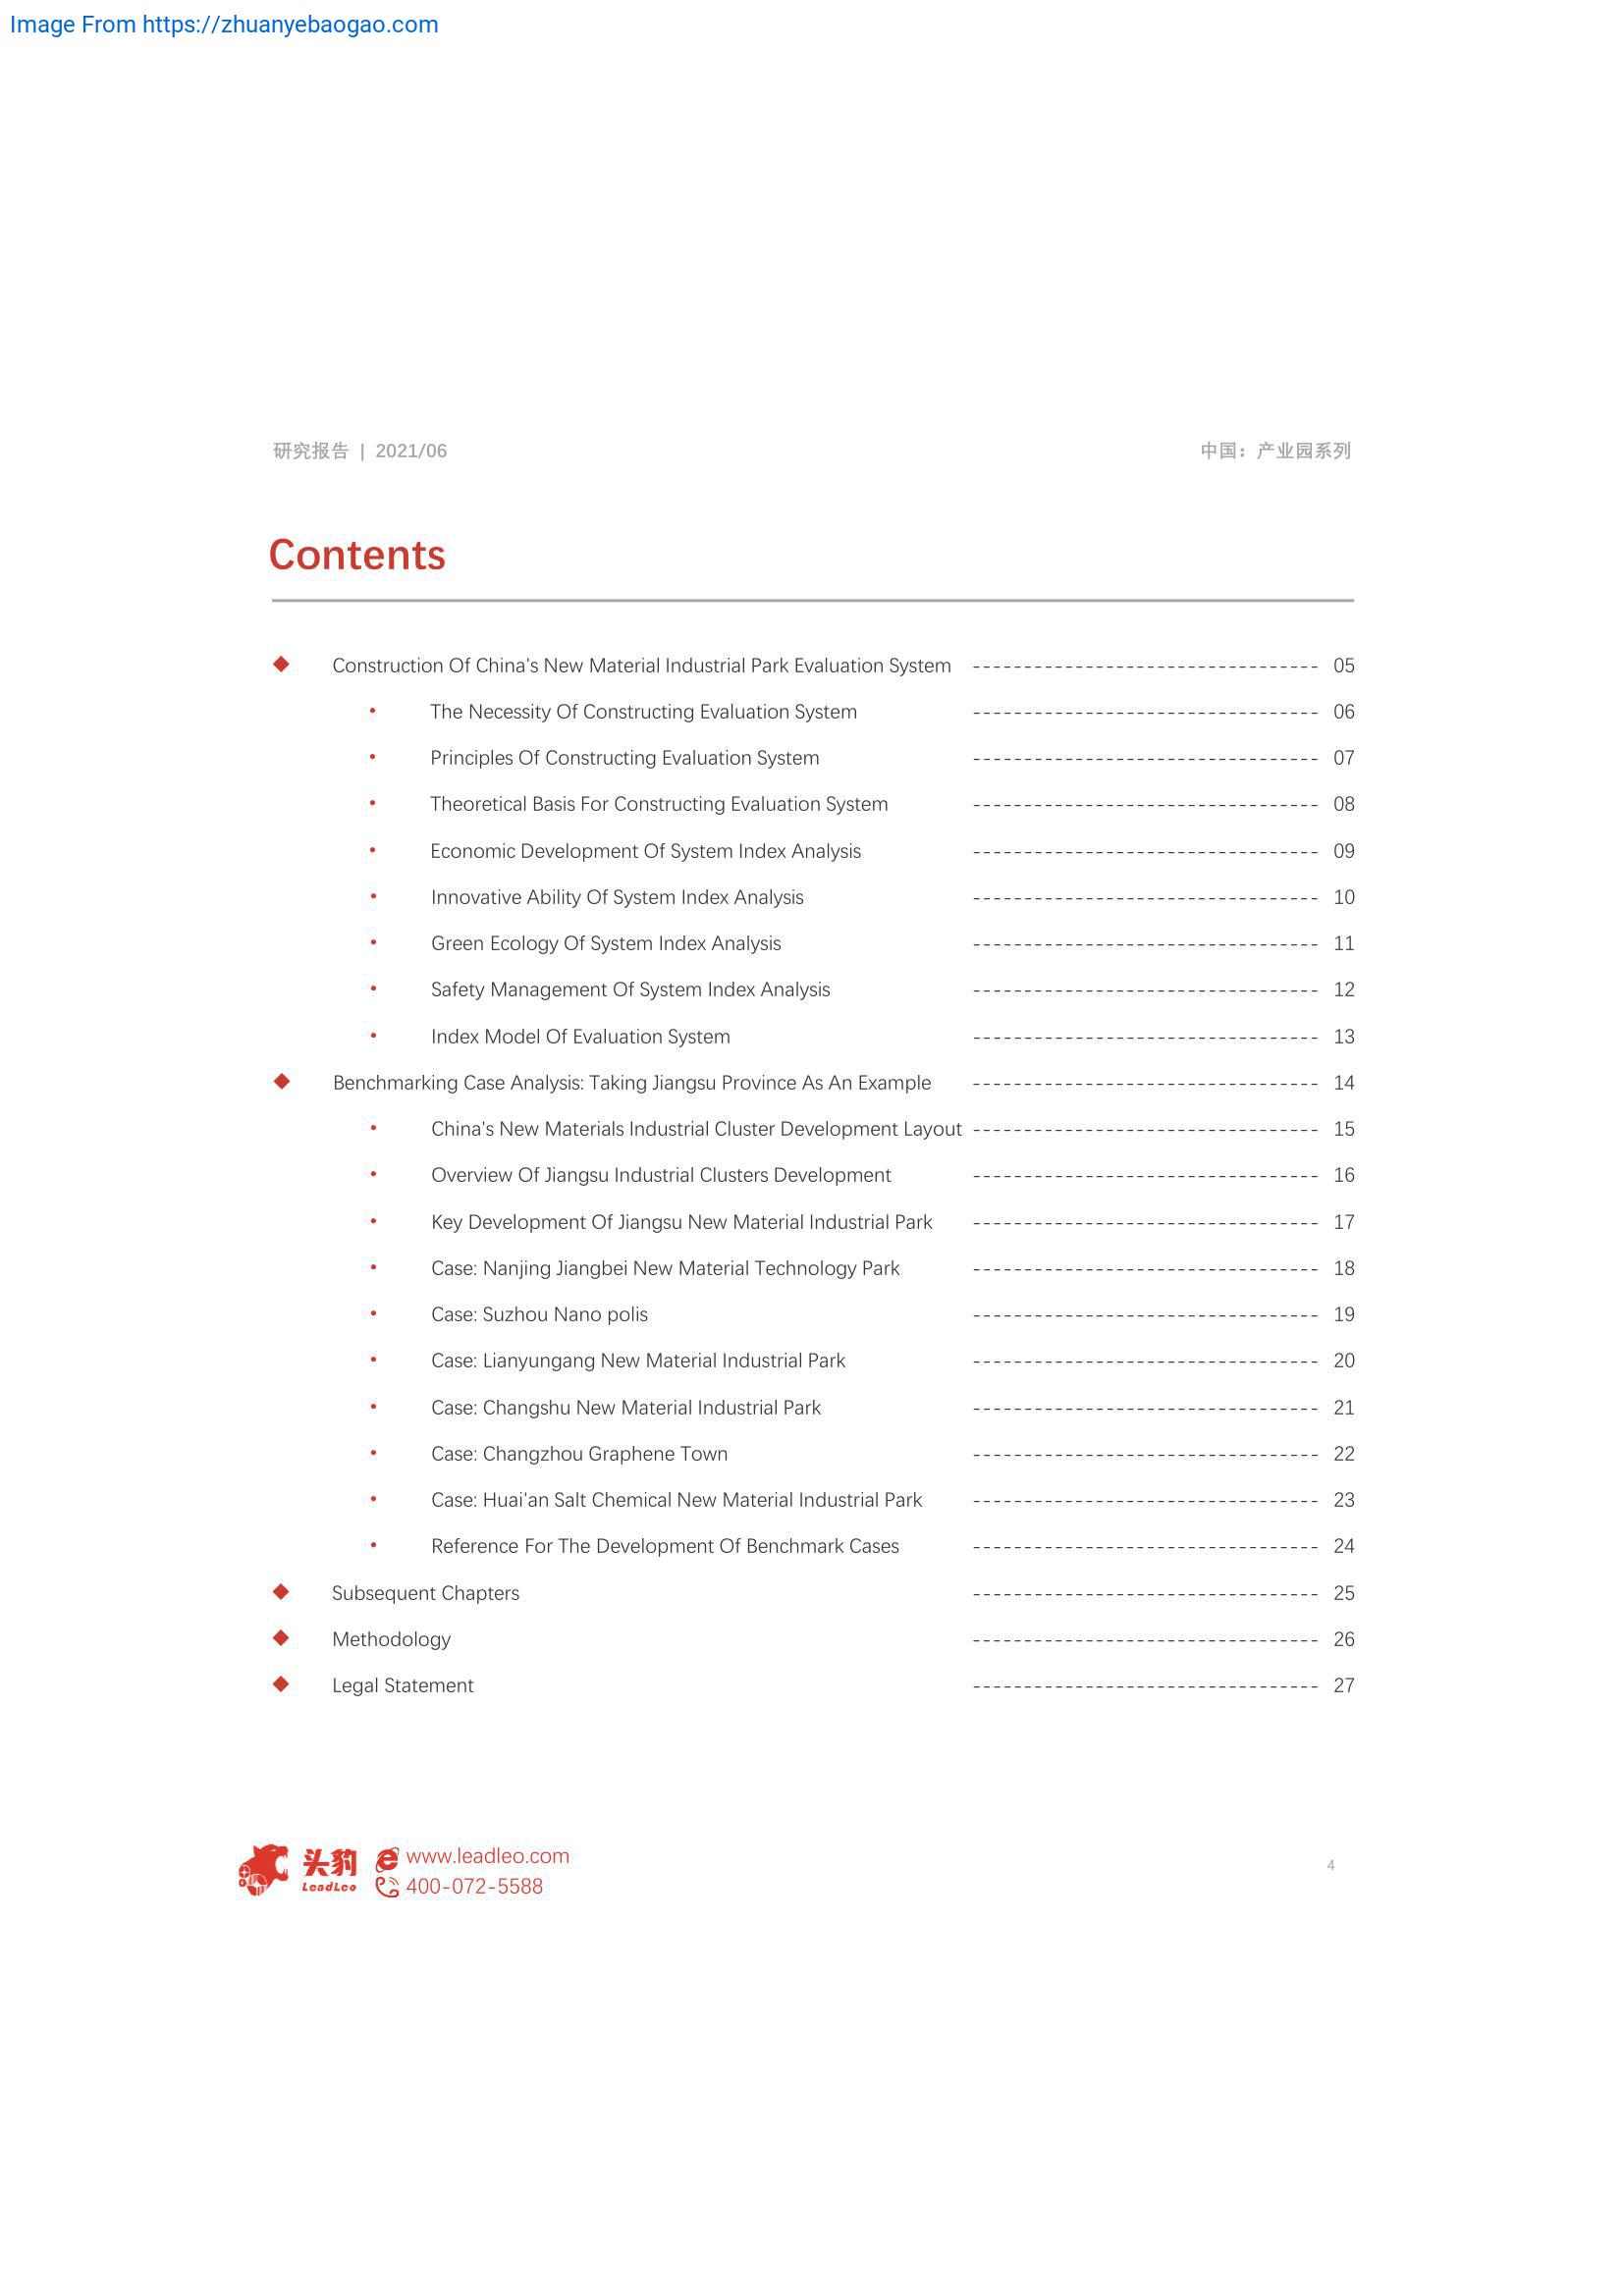 Image From https://zhuanyebaogao.com
研究报告 | 2021/06
中国：产业园系列
Contents
Construction Of China's New Material Industrial Park Evaluation System --------------------------------- 05
The Necessity Of Constructing Evaluation System --------------------------------- 06
Principles Of Constructing Evaluation System --------------------------------- 07
Theoretical Basis For Constructing Evaluation System --------------------------------- 08
Economic Development Of System Index Analysis --------------------------------- 09
Innovative Ability Of System Index Analysis --------------------------------- 10
Green Ecology Of System Index Analysis --------------------------------- 11
Safety Management Of System Index Analysis --------------------------------- 12
Index Model Of Evaluation System --------------------------------- 13
Benchmarking Case Analysis: Taking Jiangsu Province As An Example --------------------------------- 14
China's New Materials Industrial Cluster Development Layout --------------------------------- 15
Overview Of Jiangsu Industrial Clusters Development --------------------------------- 16
Key Development Of Jiangsu New Material Industrial Park --------------------------------- 17
Case: Nanjing Jiangbei New Material Technology Park --------------------------------- 18
Case: Suzhou Nano polis --------------------------------- 19
Case: Lianyungang New Material Industrial Park --------------------------------- 20
Case: Changshu New Material Industrial Park --------------------------------- 21
Case: Changzhou Graphene Town --------------------------------- 22
Case: Huai'an Salt Chemical New Material Industrial Park --------------------------------- 23
Reference For The Development Of Benchmark Cases --------------------------------- 24
Subsequent Chapters --------------------------------- 25
Methodology --------------------------------- 26
Legal Statement --------------------------------- 27
头豹
LeadLeo
www.leadleo.com
400-072-5588
4